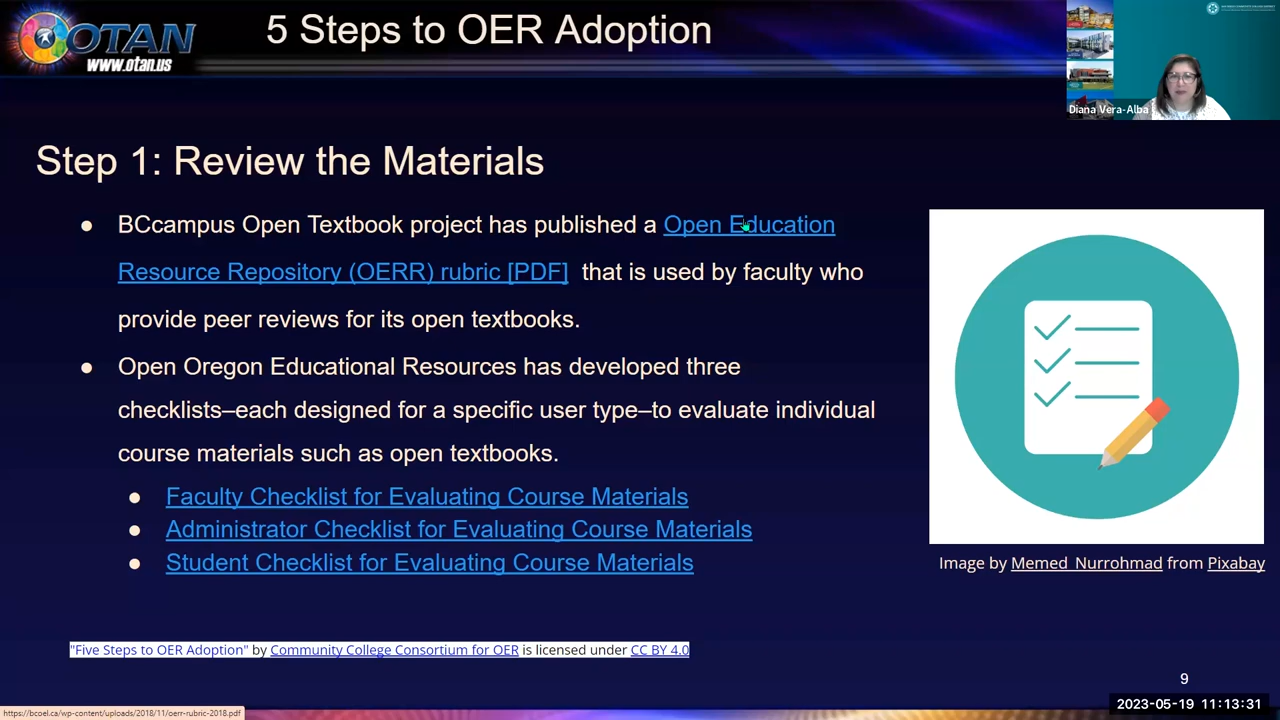 OTAN
www.otan.us
5 Steps to OER Adoption
Diana Vera-Alba
Step 1: Review the Materials
● BCcampus Open Textbook project has published a Open Education
Resource Repository (OERR) rubric [PDF] that is used by faculty who
provide peer reviews for its open textbooks.
● Open Oregon Educational Resources has developed three
checklists–each designed for a specific user type–to evaluate individual
course materials such as open textbooks.
● Faculty Checklist for Evaluating Course Materials
● Administrator Checklist for Evaluating Course Materials
● Student Checklist for Evaluating Course Materials
Image by Memed_Nurrohmad from Pixabay
"Five Steps to OER Adoption" by Community College Consortium for OER is licensed under CC BY 4.0
9
2023-05-19 11:13:31
https://bcoel.ca/wp-content/uploads/2018/11/oerr-rubric-2018.pdf